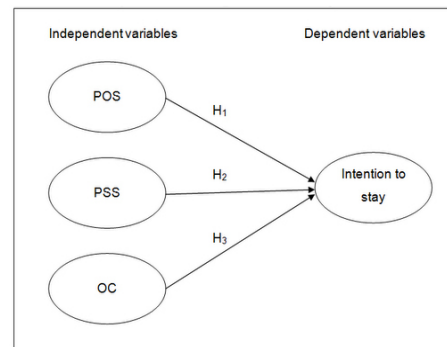 Independent variables
Dependent variables
POS
H₁
PSS
H₂
Intention to
stay
H₃
OC